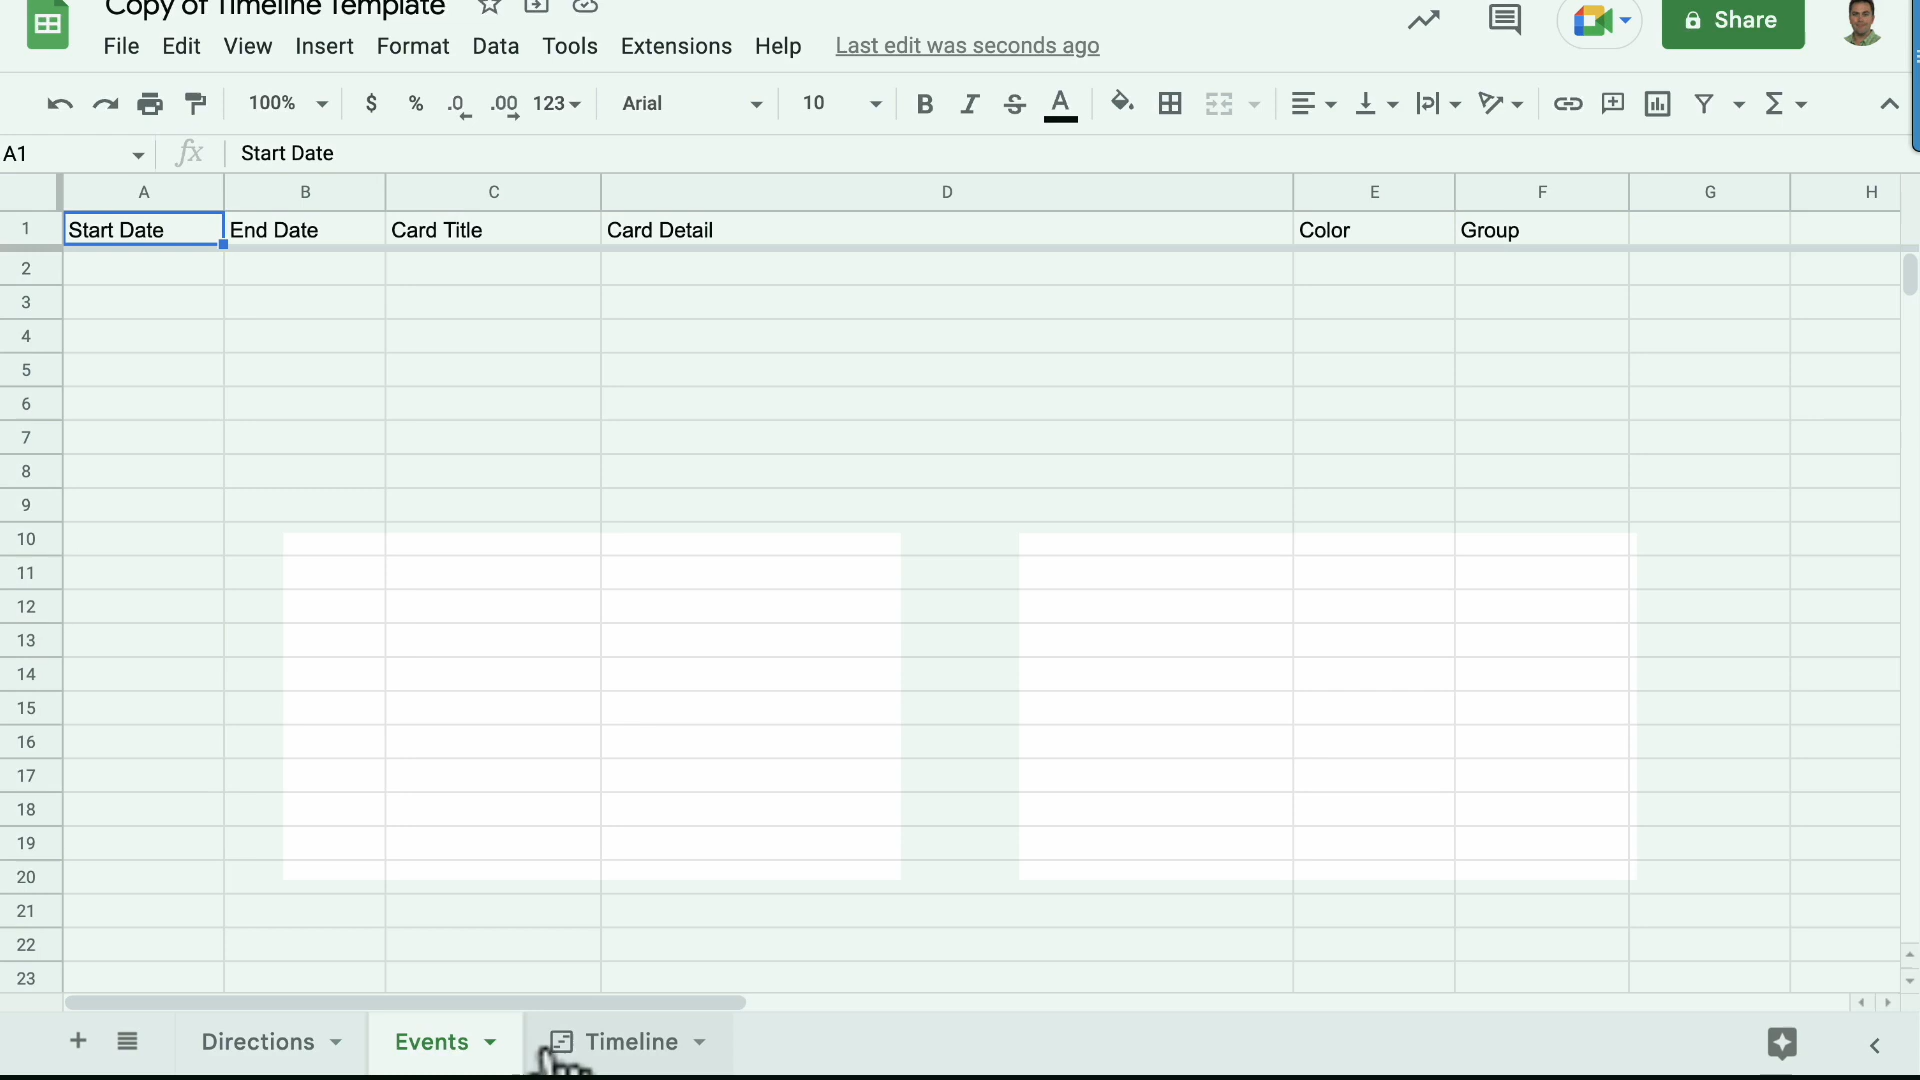 Copy of Timeline Template
File Edit View Insert Format Data Tools Extensions Help Last edit was seconds ago
Share
100% $ % .0 .00 123 Arial 10 B I S A Σ
A1 fx Start Date
A B C D E F G H
1 Start Date End Date Card Title Card Detail Color Group
2
3
4
5
6
7
8
9
10
11
12
13
14
15
16
17
18
19
20
21
22
23
+ Directions Events Timeline